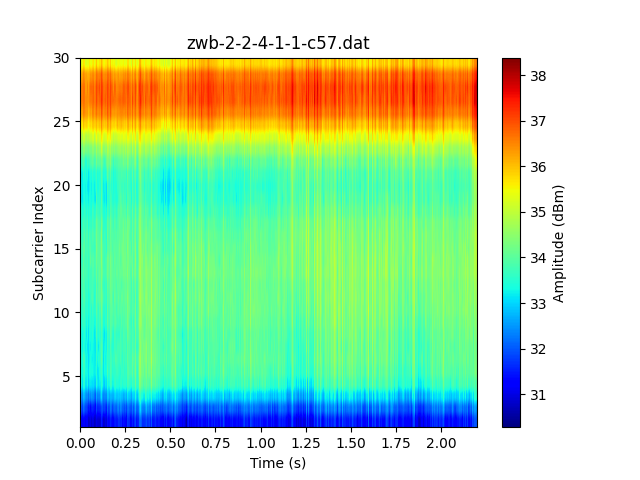 zwb-2-2-4-1-1-c57.dat
30
25
20
15
10
5
Subcarrier Index
0.00 0.25 0.50 0.75 1.00 1.25 1.50 1.75 2.00
Time (s)
38
37
36
35
34
33
32
31
Amplitude (dBm)